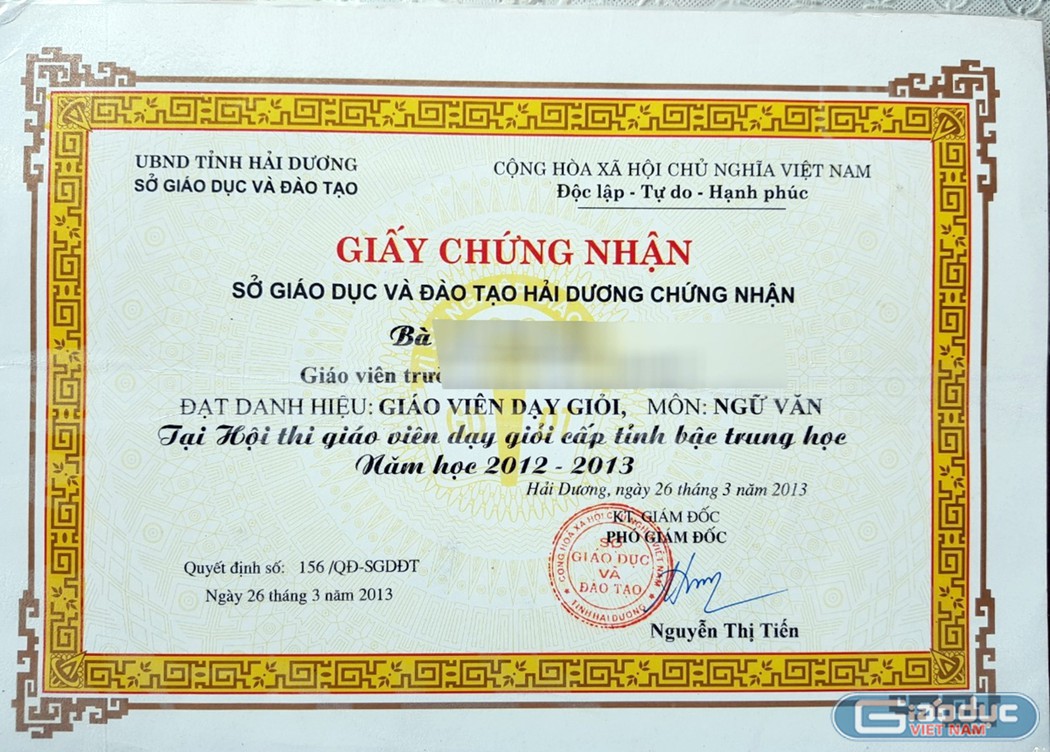 UBND TỈNH HẢI DƯƠNG
SỞ GIÁO DỤC VÀ ĐÀO TẠO
CỘNG HÒA XÃ HỘI CHỦ NGHĨA VIỆT NAM
Độc lập - Tự do - Hạnh phúc
GIẤY CHỨNG NHẬN
SỞ GIÁO DỤC VÀ ĐÀO TẠO HẢI DƯƠNG CHỨNG NHẬN
Bà
Giáo viên
ĐẠT DANH HIỆU: GIÁO VIÊN DẠY GIỎI, MÔN: NGỮ VĂN
Tại Hội thi giáo viên dạy giỏi cấp tỉnh bậc trung học
Năm học 2012 - 2013
Hải Dương, ngày 26 tháng 3 năm 2013
KT. GIÁM ĐỐC
PHÓ GIÁM ĐỐC
CỘNG HÒA XÃ HỘI CHỦ NGHĨA VIỆT NAM
SỞ
GIÁO DỤC
VÀ
ĐÀO TẠO
TỈNH HẢI DƯƠNG
Nguyễn Thị Tiến
Quyết định số: 156 /QĐ-SGDĐT
Ngày 26 tháng 3 năm 2013
Giáo dục
VIỆT NAM